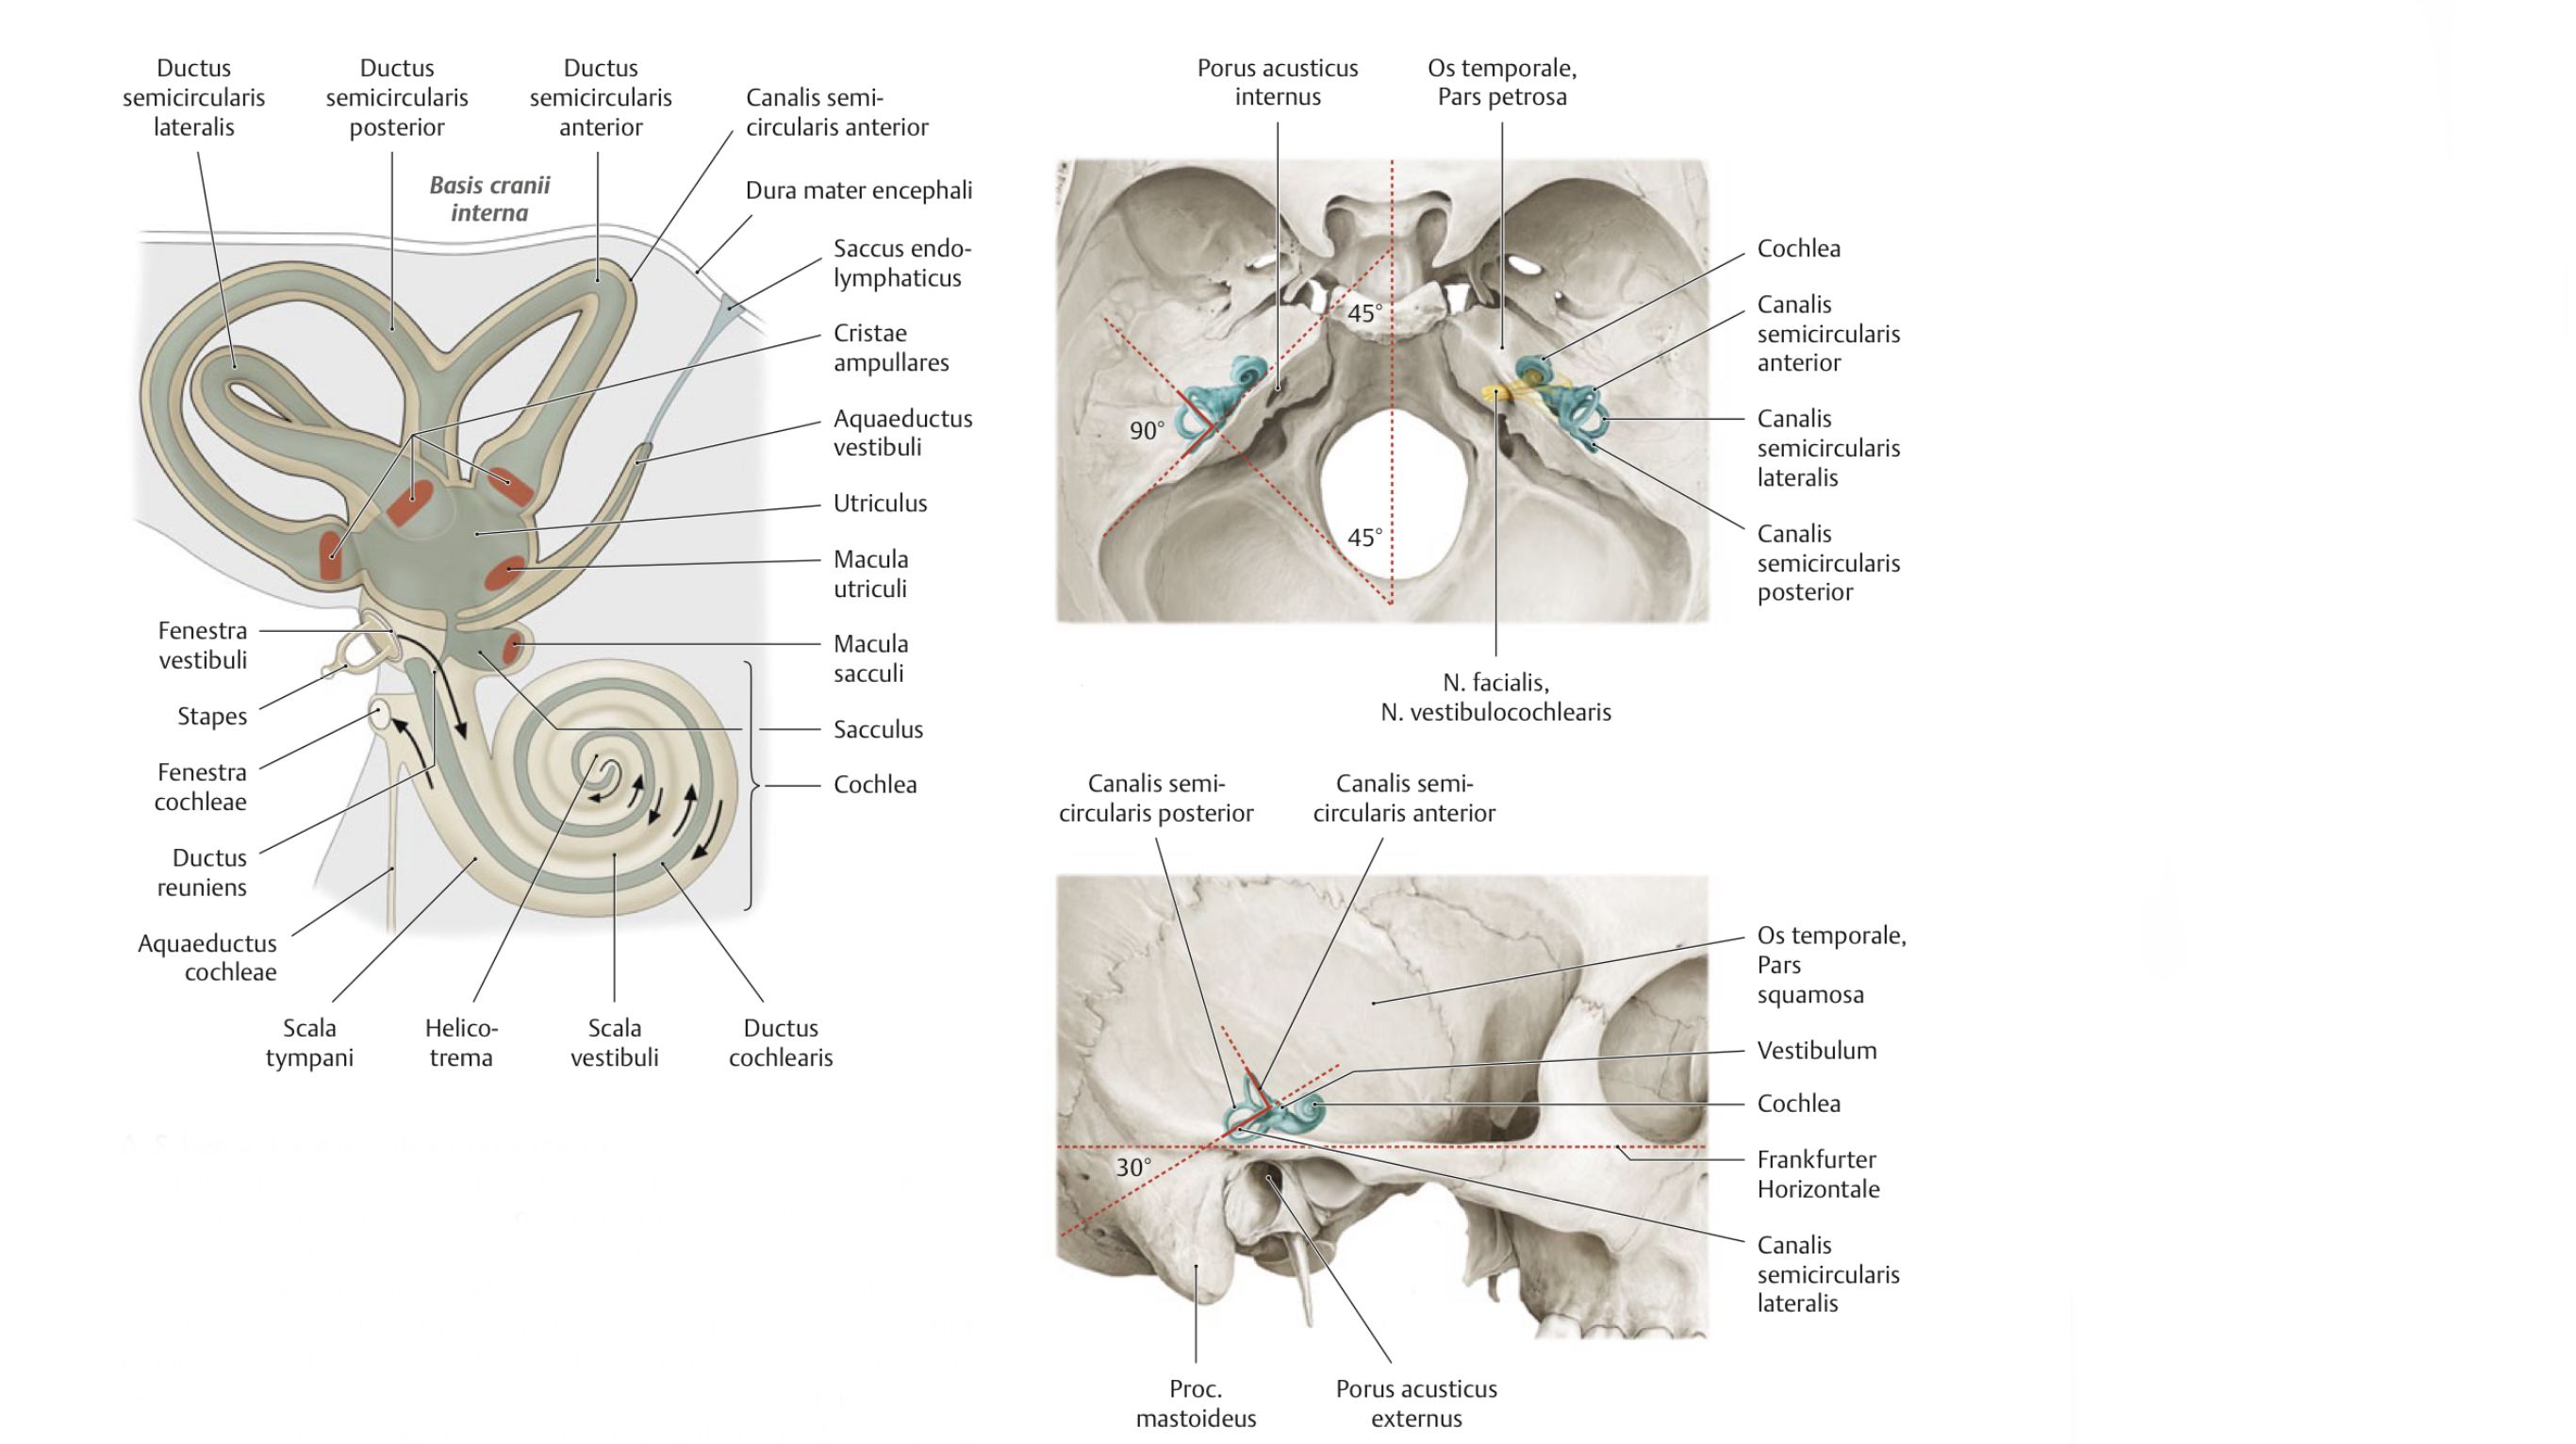 Ductus
semicircularis
lateralis
Ductus
semicircularis
posterior
Ductus
semicircularis
anterior
Canalis semi-
circularis anterior
Basis cranii
interna
Dura mater encephali
Saccus endo-
lymphaticus
Cristae
ampullares
Aquaeductus
vestibuli
Utriculus
Macula
utriculi
Macula
sacculi
Sacculus
Cochlea
Fenestra
vestibuli
Stapes
Fenestra
cochleae
Ductus
reuniens
Aquaeductus
cochleae
Scala
tympani
Helico-
trema
Scala
vestibuli
Ductus
cochlearis
Porus acusticus
internus
Os temporale,
Pars petrosa
45°
90°
45°
Cochlea
Canalis
semicircularis
anterior
Canalis
semicircularis
lateralis
Canalis
semicircularis
posterior
N. facialis,
N. vestibulocochlearis
Canalis semi-
circularis posterior
Canalis semi-
circularis anterior
Os temporale,
Pars
squamosa
Vestibulum
Cochlea
30°
Frankfurter
Horizontale
Canalis
semicircularis
lateralis
Proc.
mastoideus
Porus acusticus
externus